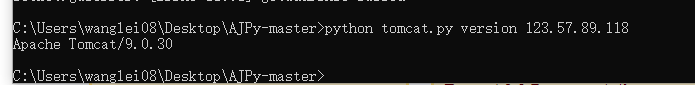 C:\Users\wanglei08\Desktop\AJPy-master>python tomcat.py version 123.57.89.118
Apache Tomcat/9.0.30
C:\Users\wanglei08\Desktop\AJPy-master>